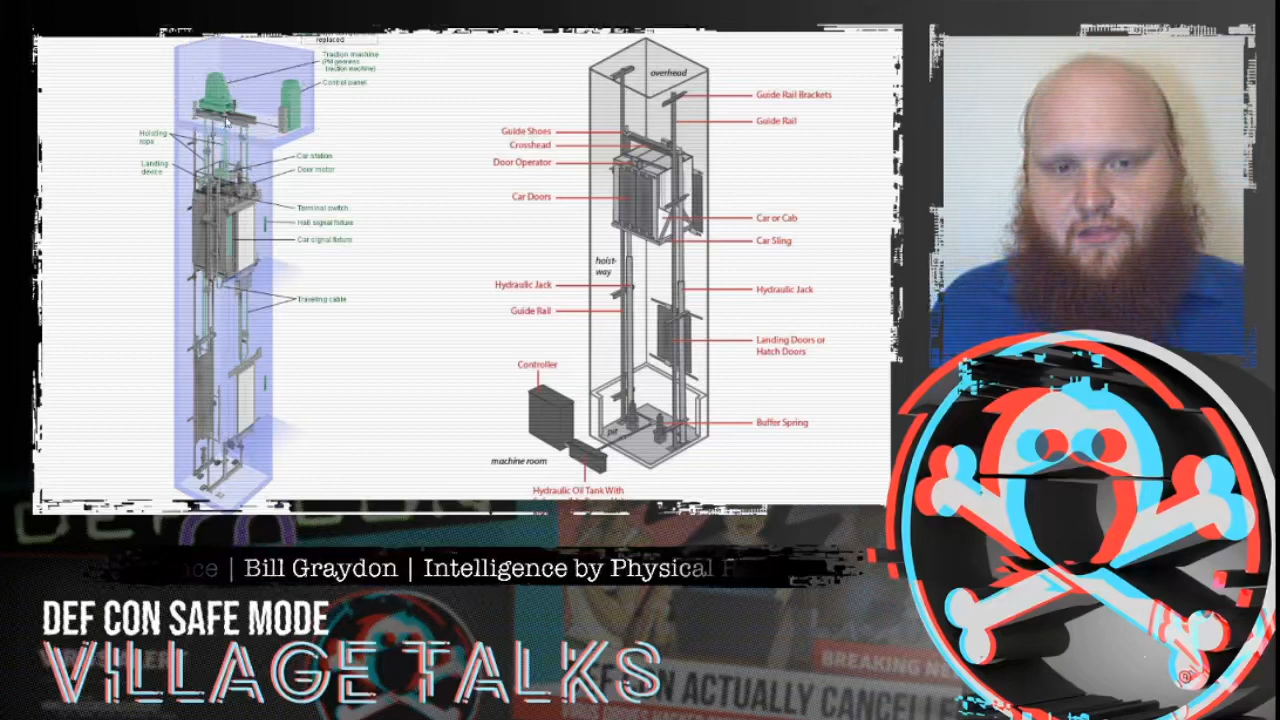 replaced
Traction machine
(PM gearless
traction machine)
Control panel
Hoisting
rope
Landing
device
Car station
Door motor
Terminal switch
Hall signal fixture
Car signal fixture
Traveling cable
overhead
Guide Rail Brackets
Guide Rail
Guide Shoes
Crosshead
Door Operator
Car Doors
Car or Cab
Car Sling
hoist-
way
Hydraulic Jack
Hydraulic Jack
Guide Rail
Landing Doors or
Hatch Doors
Controller
Buffer Spring
pit
machine room
Hydraulic Oil Tank With
nce | Bill Graydon | Intelligence by Physical
DEF CON SAFE MODE
VILLAGE TALKS
BREAKING NE
DEF CON ACTUALLY CANCELLE